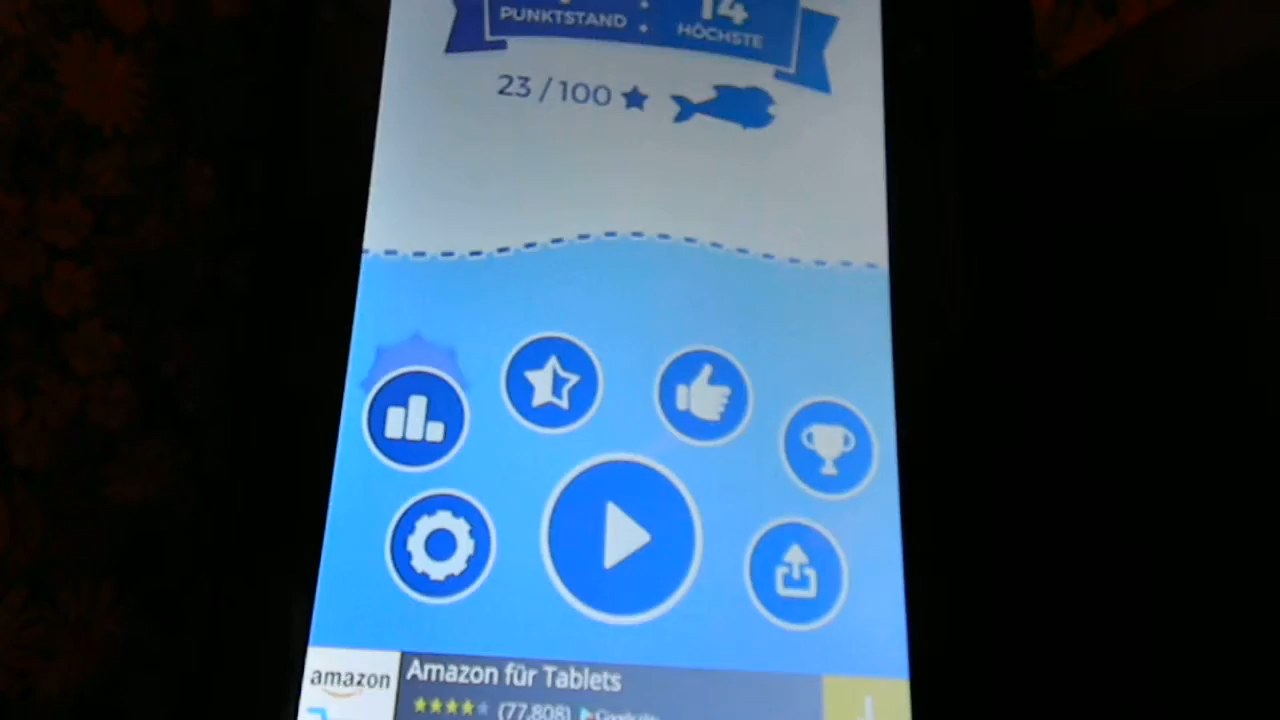 14
PUNKTSTAND
HÖCHSTE
23 / 100
amazon
Amazon für Tablets
(77,808)